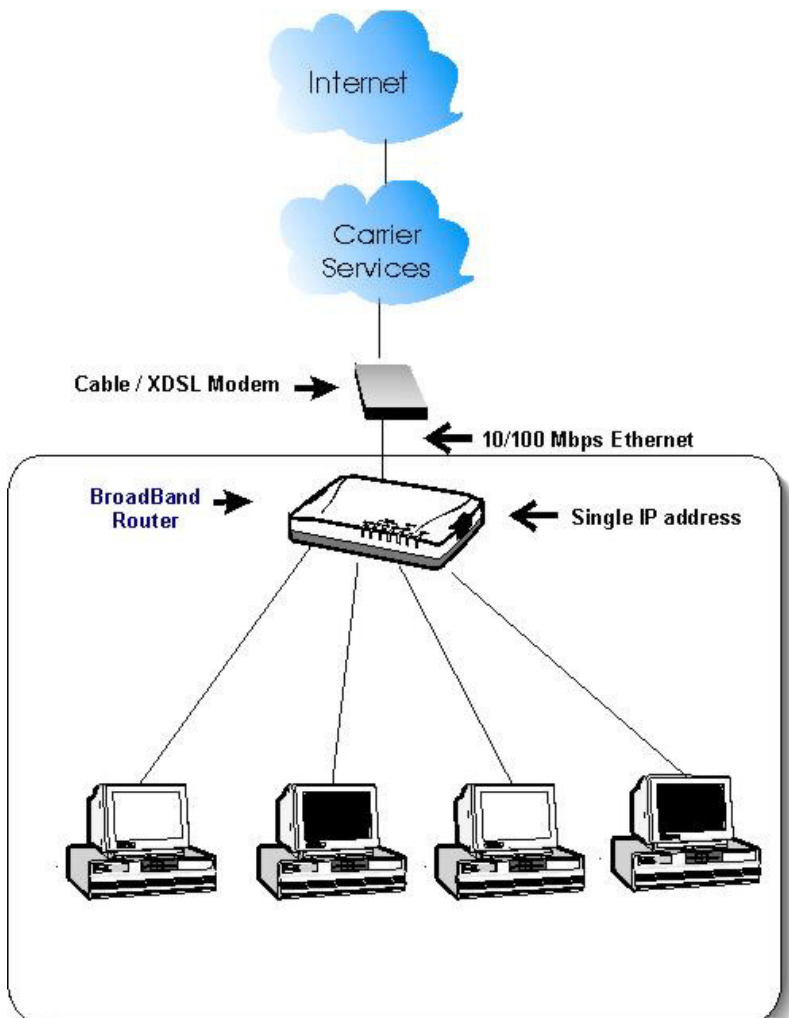 Internet
Carrier
Services
Cable / XDSL Modem
10/100 Mbps Ethernet
BroadBand
Router
Single IP address